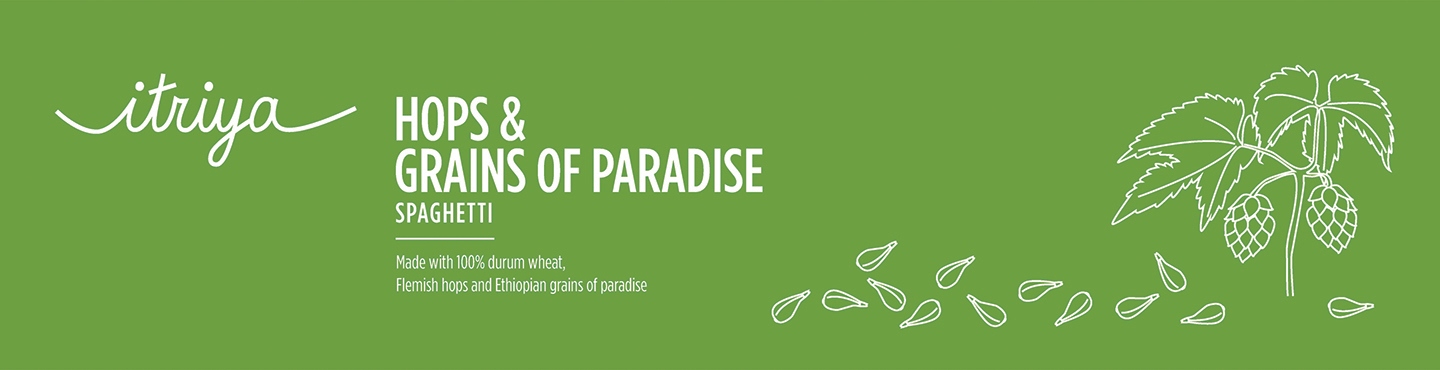 itriya
HOPS &
GRAINS OF PARADISE
SPAGHETTI
Made with 100% durum wheat,
Flemish hops and Ethiopian grains of paradise